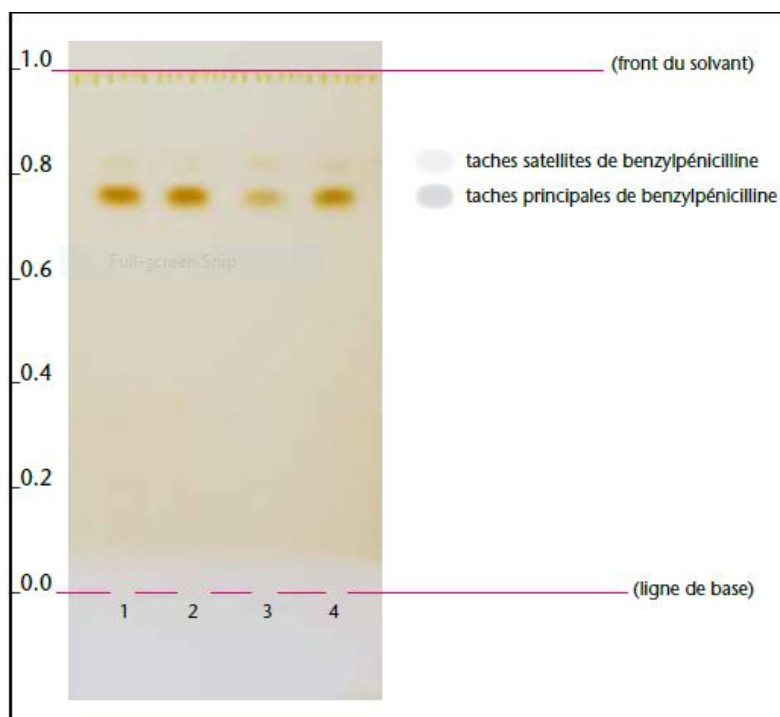 1.0
(front du solvant)
0.8
taches satellites de benzylpénicilline
taches principales de benzylpénicilline
Full-screen Snip
0.6
0.4
0.2
0.0
(ligne de base)
1 2 3 4